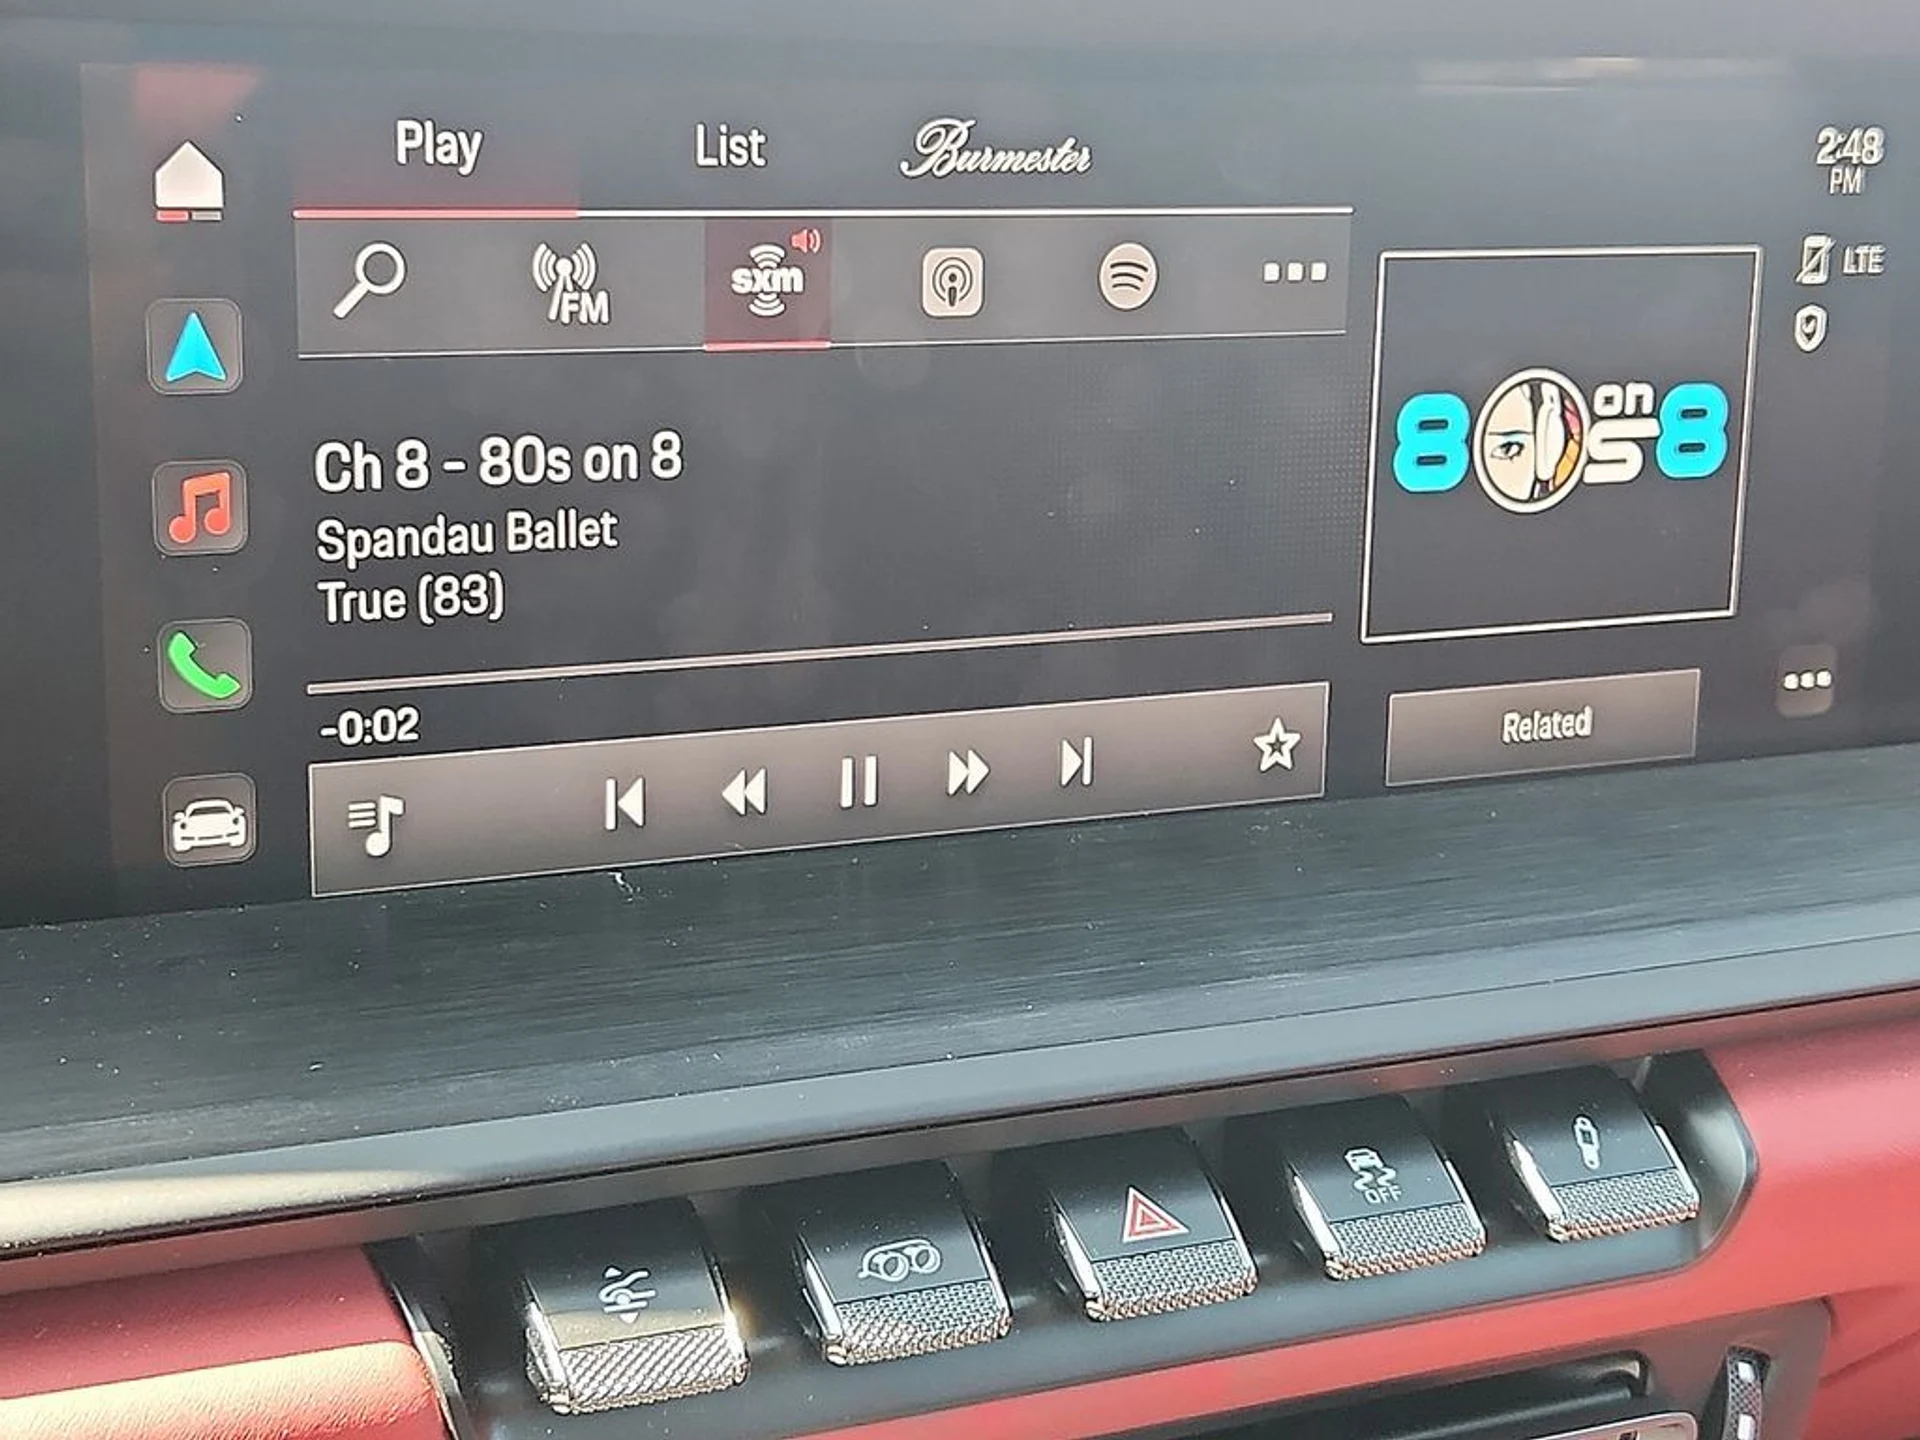 Play
List
Burmester
2:48
PM
FM
sxm
LTE
Ch 8 - 80s on 8
Spandau Ballet
True (83)
80s on 8
-0:02
Related
OFF